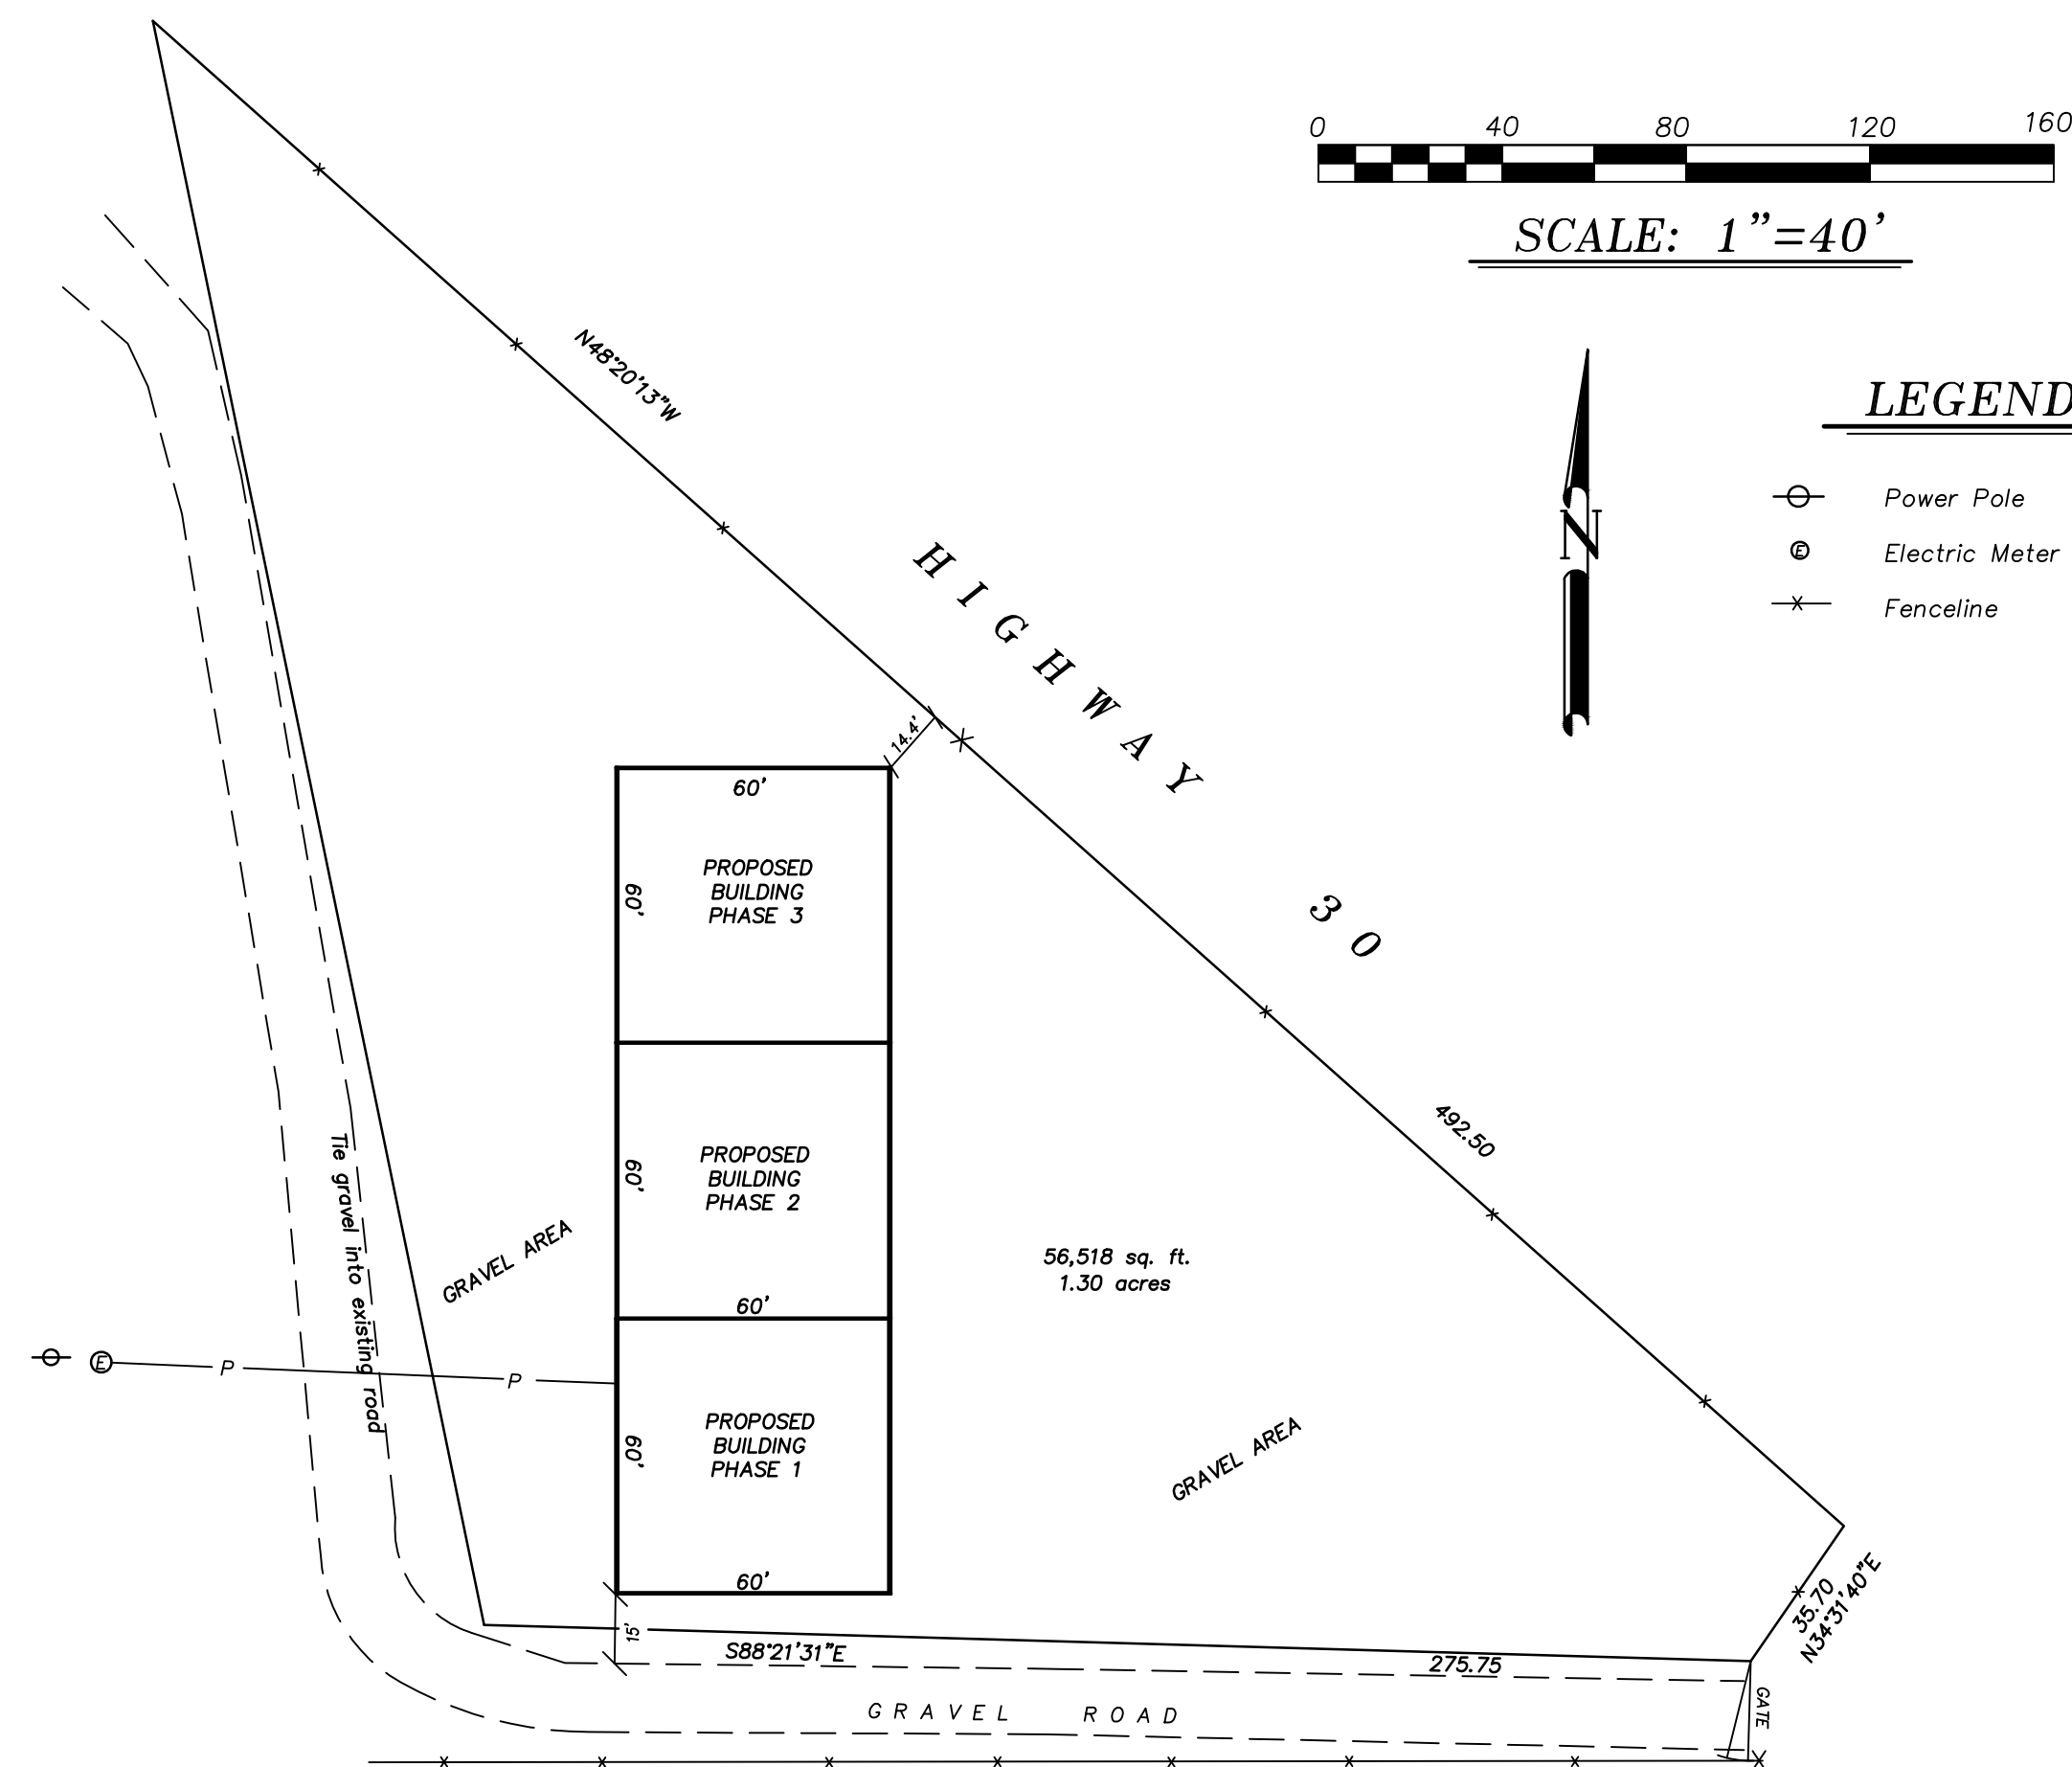 0 40 80 120 160
SCALE: 1"=40'
N
LEGEND
Power Pole
E Electric Meter
Fenceline
N48°20'13"W
HIGHWAY 30
14.4'
60'
60'
PROPOSED
BUILDING
PHASE 3
60'
PROPOSED
BUILDING
PHASE 2
60'
60'
PROPOSED
BUILDING
PHASE 1
60'
15'
492.50
56,518 sq. ft.
1.30 acres
GRAVEL AREA
GRAVEL AREA
Tie gravel into existing road
E P P
35.70
N34°31'40"E
S88°21'31"E 275.75
GRAVEL ROAD
GATE